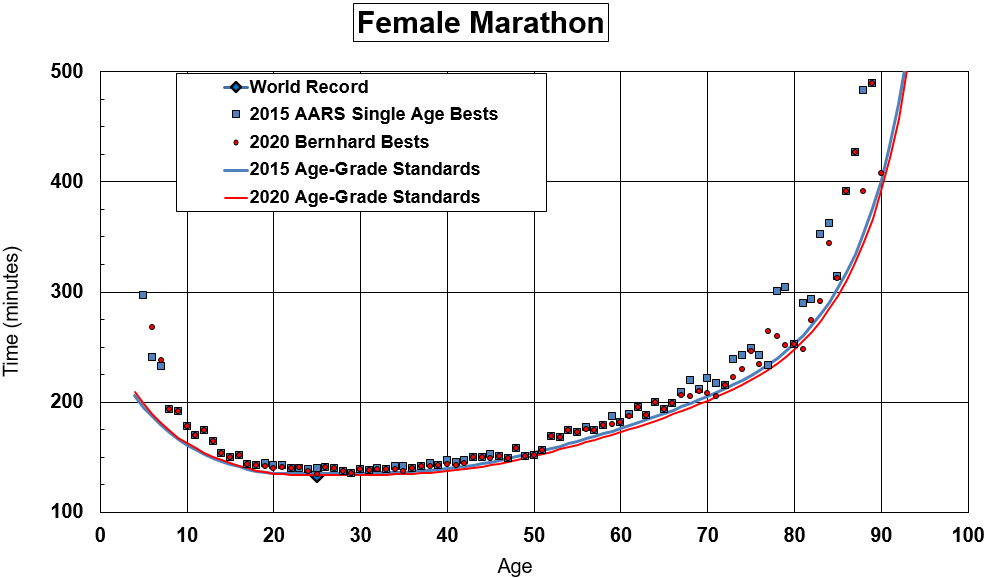 Female Marathon
World Record
2015 AARS Single Age Bests
2020 Bernhard Bests
2015 Age-Grade Standards
2020 Age-Grade Standards
500
400
300
200
100
Time (minutes)
0 10 20 30 40 50 60 70 80 90 100
Age